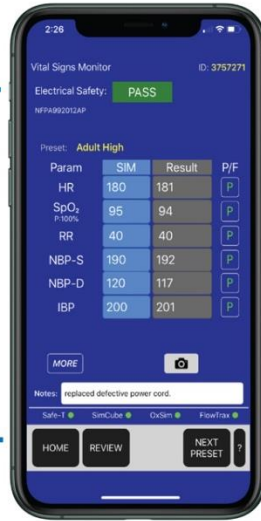 2:26
Vital Signs Monitor ID: 3757271
Electrical Safety: PASS
NFPA992012AP
Preset: Adult High
Param SIM Result P/F
HR 180 181 P
SpO₂ 95 94 P
P:100%
RR 40 40 P
NBP-S 190 192 P
NBP-D 120 117 P
IBP 200 201 P
MORE
Notes: replaced defective power cord.
Safe-T SimCube OxSim FlowTrax
HOME REVIEW NEXT PRESET ?